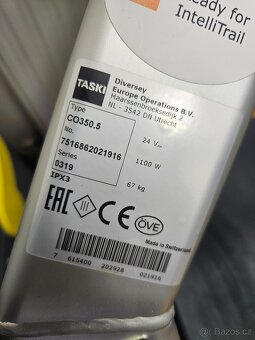 Ready for
IntelliTrail
TASKI
Diversey
Europe Operations B.V.
Maarssenbroeksedijk 2
NL - 3542 DN Utrecht
Type
CO350.5
24 V
No.
7516862021916
1100 W
Series
0319
67 kg
IPX3
EAC
CE
ÖVE
Made in Switzerland
7 615400 202928 021916
bazos.cz